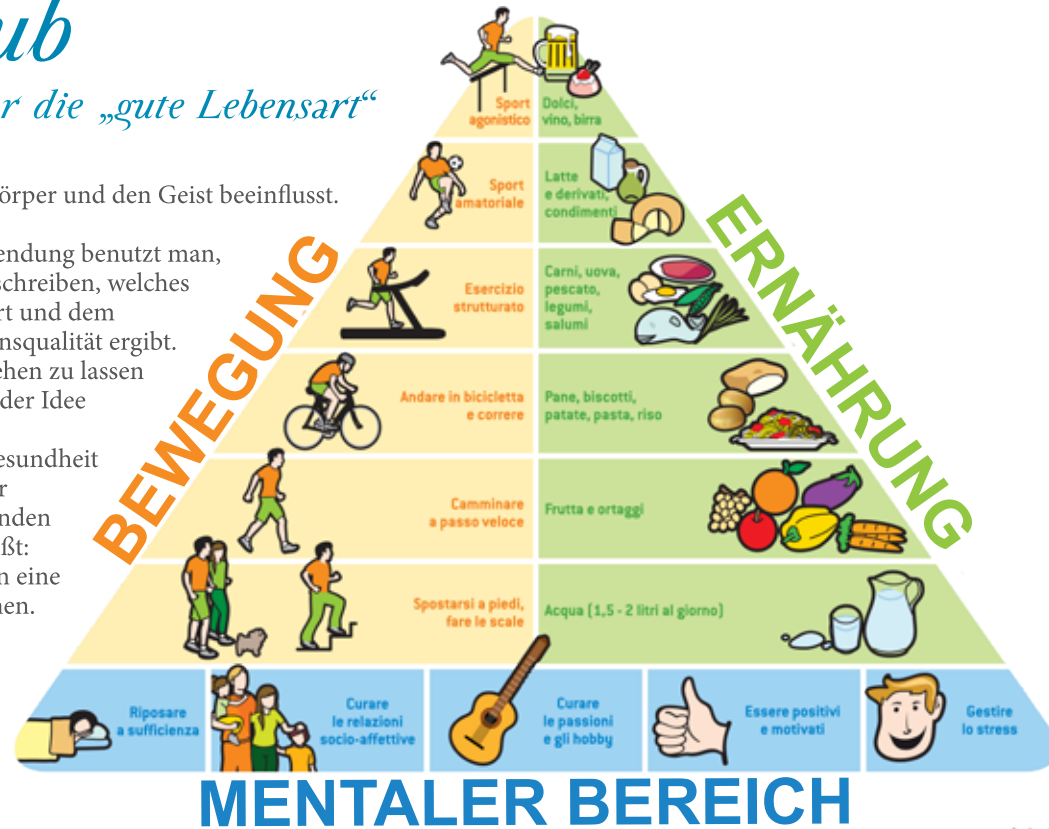 ub
r die „gute Lebensart“
örper und den Geist beeinflusst.
endung benutzt man,
schreiben, welches
rt und dem
nsqualität ergibt.
ehen zu lassen
der Idee
esundheit
r
nden
ßt:
n eine
nen.
BEWEGUNG
ERNÄHRUNG
Sport
agonistico
Dolci,
vino, birra
Sport
amatoriale
Latte
e derivati,
condimenti
Esercizio
strutturato
Carni, uova,
pescato,
legumi,
salumi
Andare in bicicletta
e correre
Pane, biscotti,
patate, pasta, riso
Camminare
a passo veloce
Frutta e ortaggi
Spostarsi a piedi,
fare le scale
Acqua (1,5 - 2 litri al giorno)
Riposare
a sufficienza
Curare
le relazioni
socio-affettive
Curare
le passioni
e gli hobby
Essere positivi
e motivati
Gestire
lo stress
MENTALER BEREICH